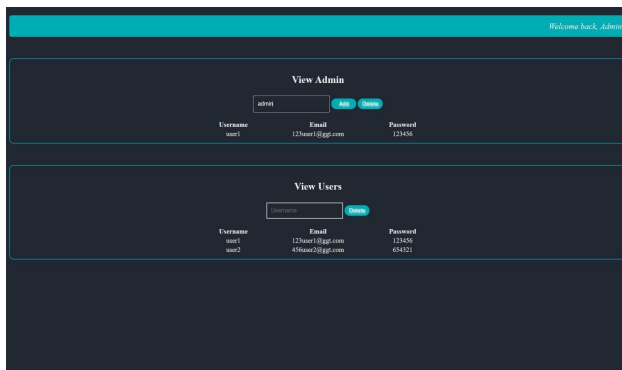 Welcome back, Admin
View Admin
admin Add Delete
Username Email Password
user1 123user1@ggt.com 123456
View Users
Username Delete
Username Email Password
user1 123user1@ggt.com 123456
user2 456user2@ggt.com 654321